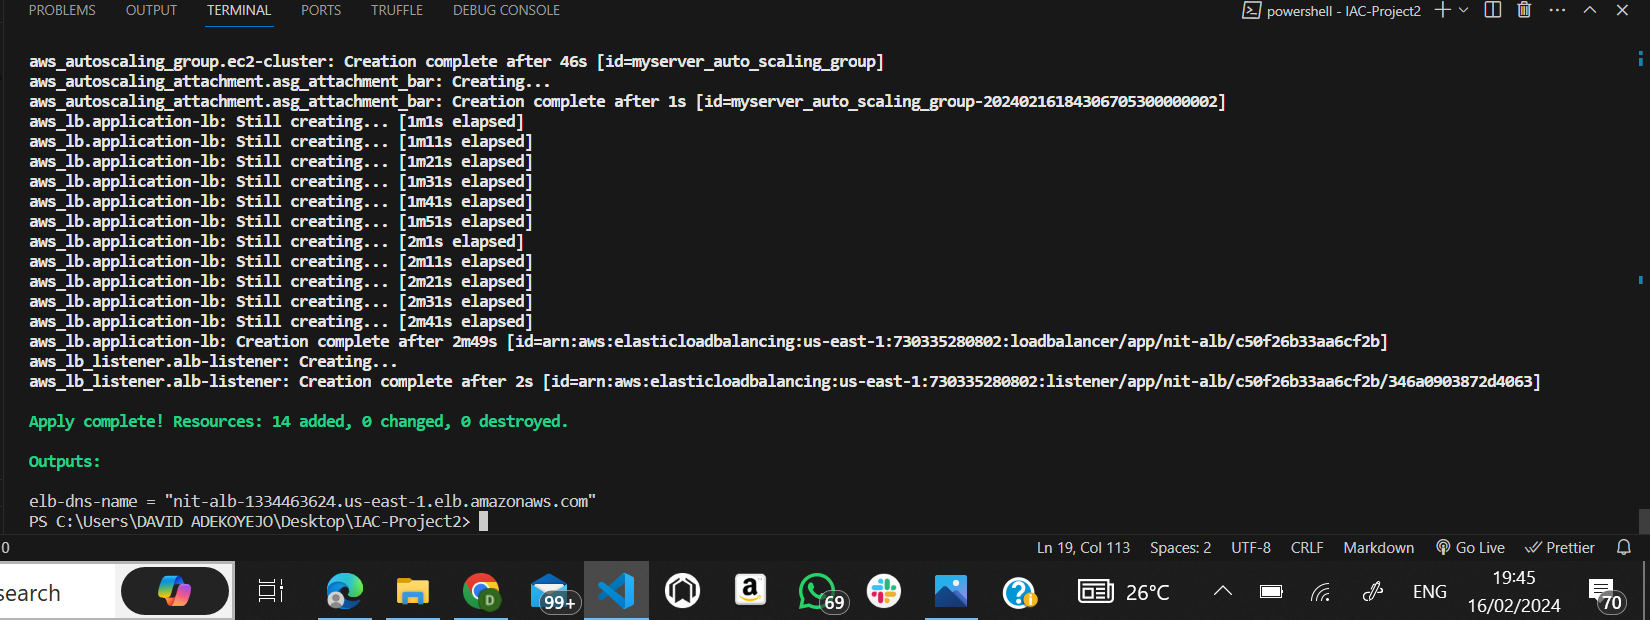 PROBLEMS OUTPUT TERMINAL PORTS TRUFFLE DEBUG CONSOLE powershell - IAC-Project2
aws_autoscaling_group.ec2-cluster: Creation complete after 46s [id=myserver_auto_scaling_group]
aws_autoscaling_attachment.asg_attachment_bar: Creating...
aws_autoscaling_attachment.asg_attachment_bar: Creation complete after 1s [id=myserver_auto_scaling_group-20240216184306705300000002]
aws_lb.application-lb: Still creating... [1m1s elapsed]
aws_lb.application-lb: Still creating... [1m11s elapsed]
aws_lb.application-lb: Still creating... [1m21s elapsed]
aws_lb.application-lb: Still creating... [1m31s elapsed]
aws_lb.application-lb: Still creating... [1m41s elapsed]
aws_lb.application-lb: Still creating... [1m51s elapsed]
aws_lb.application-lb: Still creating... [2m1s elapsed]
aws_lb.application-lb: Still creating... [2m11s elapsed]
aws_lb.application-lb: Still creating... [2m21s elapsed]
aws_lb.application-lb: Still creating... [2m31s elapsed]
aws_lb.application-lb: Still creating... [2m41s elapsed]
aws_lb.application-lb: Creation complete after 2m49s [id=arn:aws:elasticloadbalancing:us-east-1:730335280802:loadbalancer/app/nit-alb/c50f26b33aa6cf2b]
aws_lb_listener.alb-listener: Creating...
aws_lb_listener.alb-listener: Creation complete after 2s [id=arn:aws:elasticloadbalancing:us-east-1:730335280802:listener/app/nit-alb/c50f26b33aa6cf2b/346a0903872d4063]
Apply complete! Resources: 14 added, 0 changed, 0 destroyed.
Outputs:
elb-dns-name = "nit-alb-1334463624.us-east-1.elb.amazonaws.com"
PS C:\Users\DAVID ADEKOYEJO\Desktop\IAC-Project2>
0 Ln 19, Col 113 Spaces: 2 UTF-8 CRLF Markdown Go Live Prettier
search D 99+ a 69 26°C ENG 19:45
16/02/2024 70